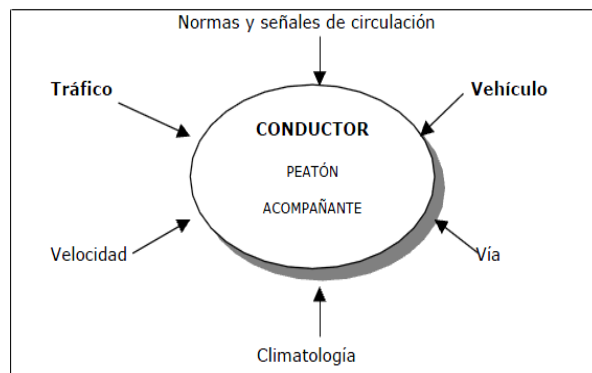 Normas y señales de circulación
Tráfico
Vehículo
CONDUCTOR
PEATÓN
ACOMPAÑANTE
Velocidad
Vía
Climatología